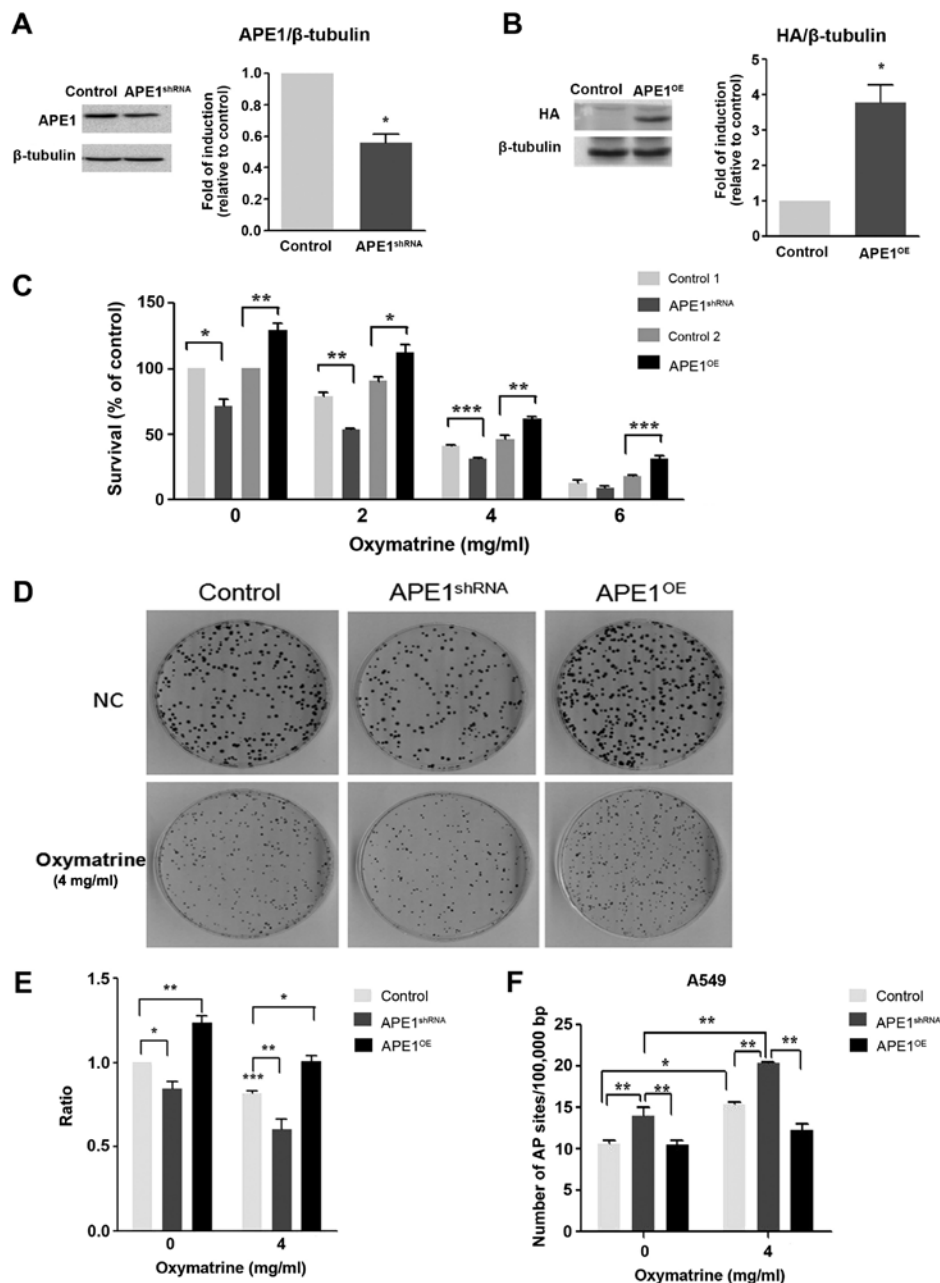 A
APE1/β-tubulin
Control APE1shRNA
APE1
β-tubulin
Fold of induction
(relative to control)
1.0
0.8
0.6
0.4
0.2
0.0
*
Control
APE1shRNA
B
HA/β-tubulin
Control APE1OE
HA
β-tubulin
Fold of induction
(relative to control)
5
4
3
2
1
0
*
Control
APE1OE
C
Control 1
APE1shRNA
Control 2
APE1OE
Survival (% of control)
150
100
50
0
* ** ** * *** ** ***
0 2 4 6
Oxymatrine (mg/ml)
D
Control APE1shRNA APE1OE
NC
Oxymatrine
(4 mg/ml)
E
Control
APE1shRNA
APE1OE
Ratio
1.5
1.0
0.5
0.0
**
*
*
**
***
0 4
Oxymatrine (mg/ml)
F
A549
Control
APE1shRNA
APE1OE
Number of AP sites/100,000 bp
25
20
15
10
5
0
**
*
** **
** **
0 4
Oxymatrine (mg/ml)